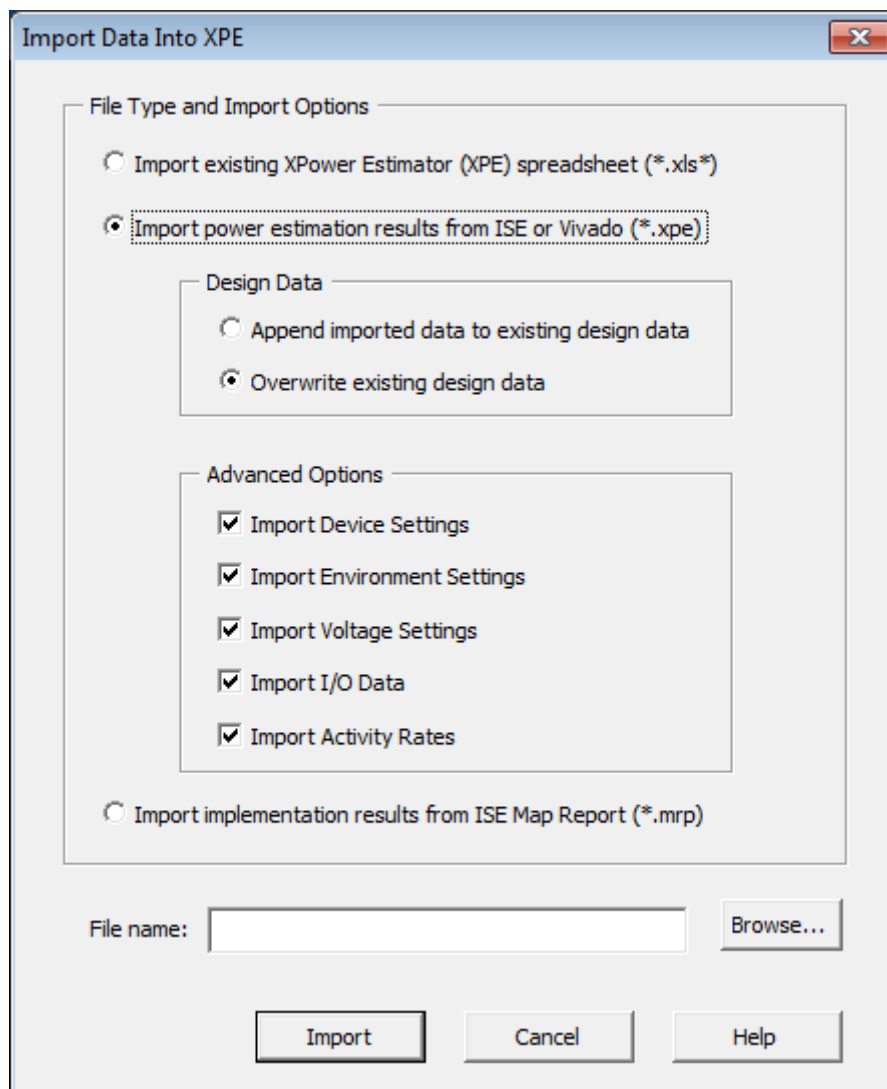 Import Data Into XPE
File Type and Import Options
Import existing XPower Estimator (XPE) spreadsheet (*.xls*)
Import power estimation results from ISE or Vivado (*.xpe)
Design Data
Append imported data to existing design data
Overwrite existing design data
Advanced Options
Import Device Settings
Import Environment Settings
Import Voltage Settings
Import I/O Data
Import Activity Rates
Import implementation results from ISE Map Report (*.mrp)
File name:
Browse...
Import Cancel Help